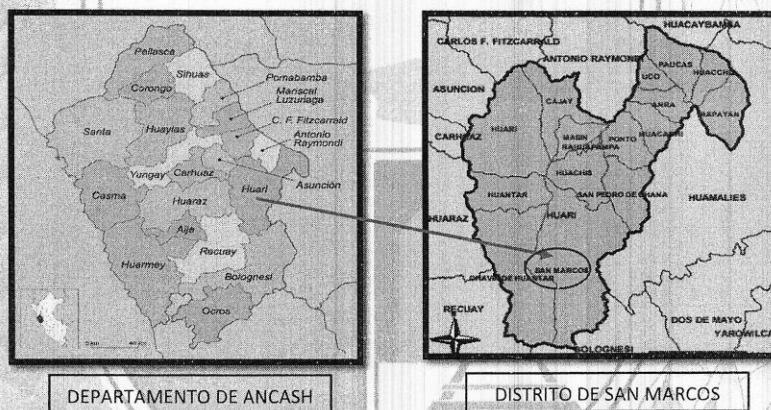 Pallasca
Sihuas
Corongo
Pomabamba
Mariscal
Luzuriaga
C. F. Fitzcarrald
Antonio
Raymondi
Santa
Huaylas
Yungay
Carhuaz
Asunción
Casma
Huaraz
Huari
Aija
Recuay
Huarmey
Bolognesi
Ocros
DEPARTAMENTO DE ANCASH
HUACAYBAMBA
CARLOS F. FITZCARRALD
ANTONIO RAYMONDI
PAUCAS
UCO
HUACCHIS
ASUNCION
CAJAY
ANRA
RAPAYAN
CARHUAZ
HUARI
MASIN
PONTO
HUACACHI
RAHUAPAMPA
HUACHIS
HUANTAR
SAN PEDRO DE CHANA
HUAMALIES
HUARAZ
HUARI
SAN MARCOS
CHAVIN DE HUANTAR
RECUAY
DOS DE MAYO
YAROWILCA
BOLOGNESI
DISTRITO DE SAN MARCOS